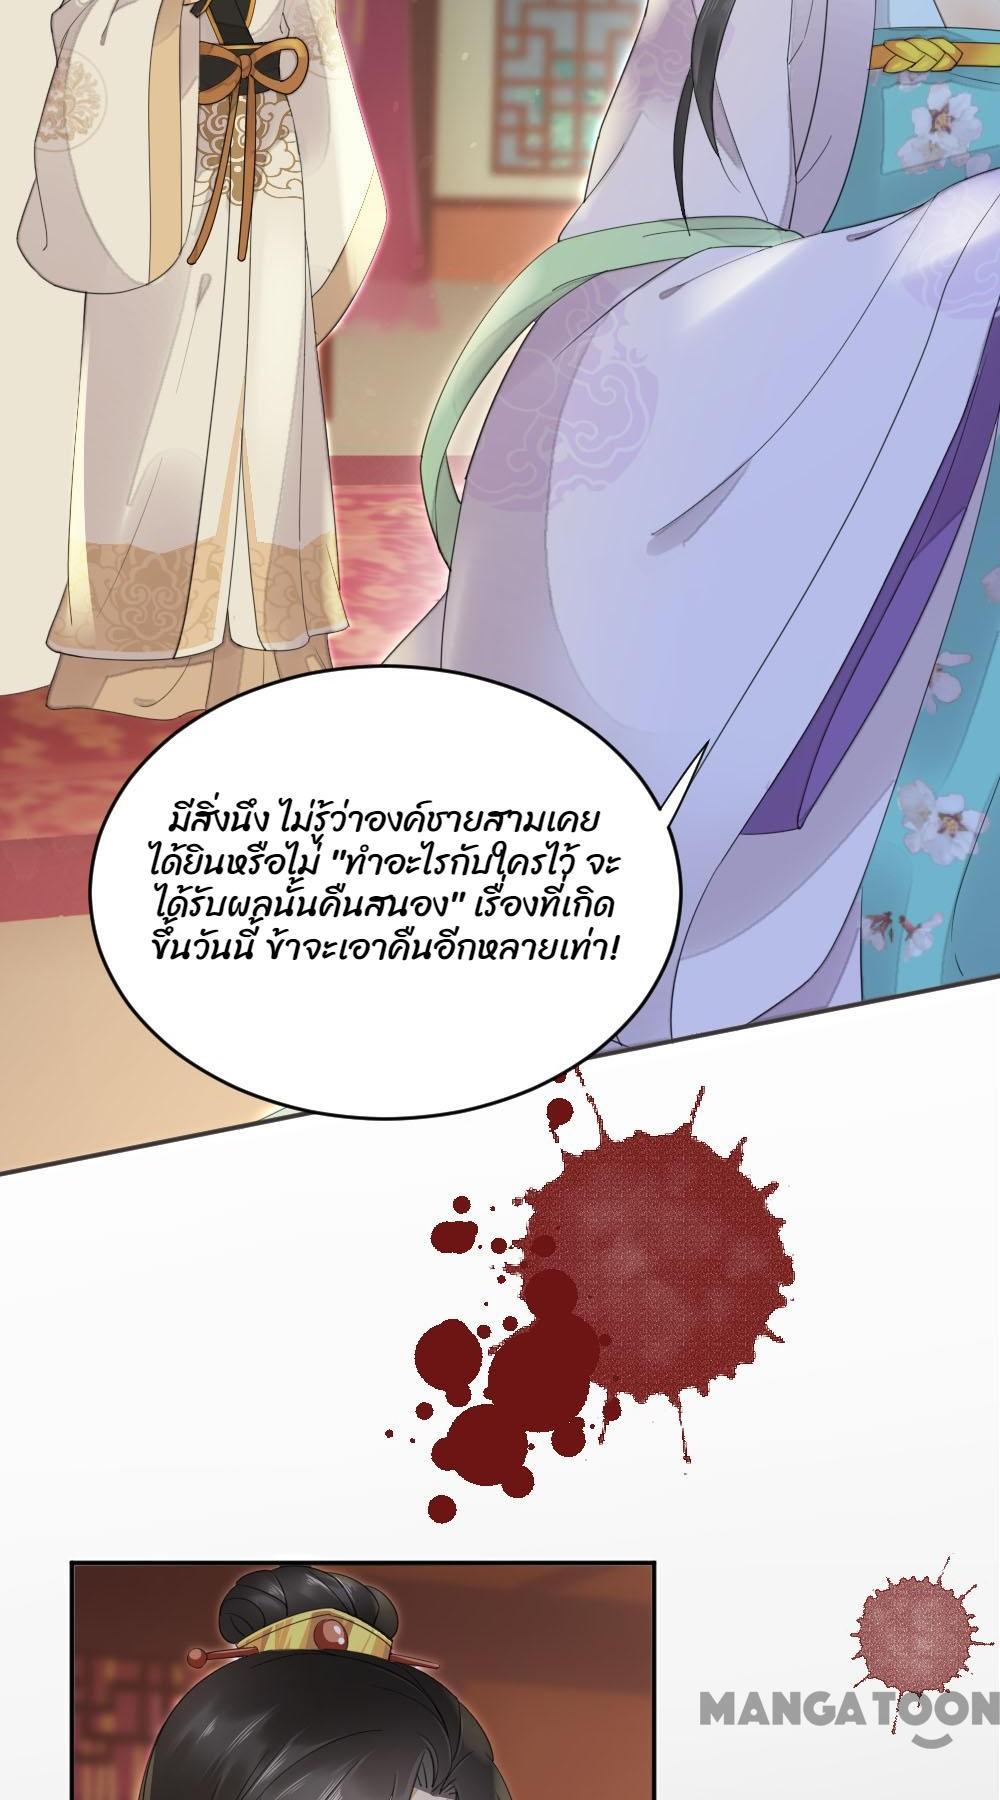 มีสิ่งนึง ไม่รู้ว่าองค์ชายสามเคย
ได้ยินหรือไม่ "ทำอะไรกับใครไว้ จะ
ได้รับผลนั้นคืนสนอง" เรื่องที่เกิด
ขึ้นวันนี้ ข้าจะเอาคืนอีกหลายเท่า!
MANGATOON